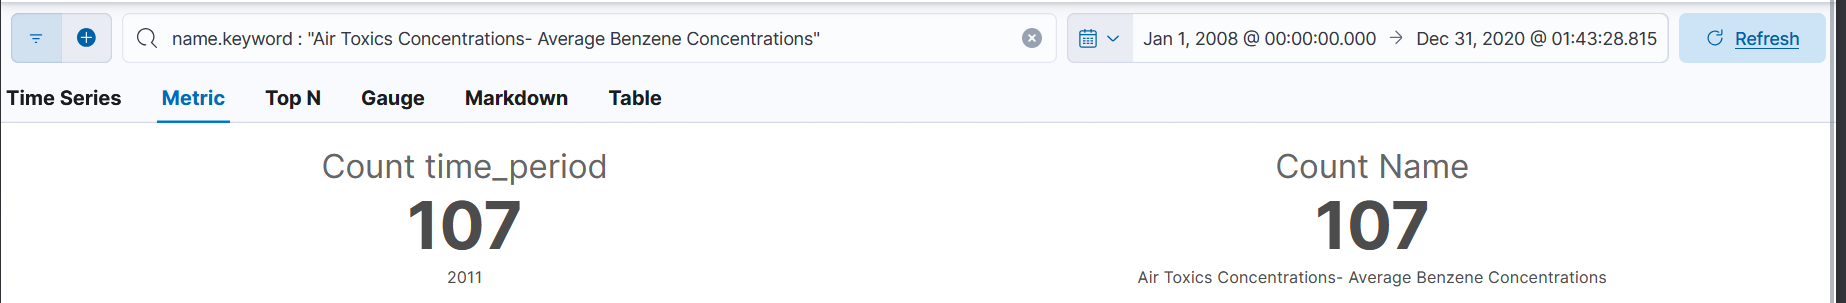 name.keyword : "Air Toxics Concentrations- Average Benzene Concentrations"
Jan 1, 2008 @ 00:00:00.000 → Dec 31, 2020 @ 01:43:28.815
Refresh
Time Series Metric Top N Gauge Markdown Table
Count time_period
107
2011
Count Name
107
Air Toxics Concentrations- Average Benzene Concentrations